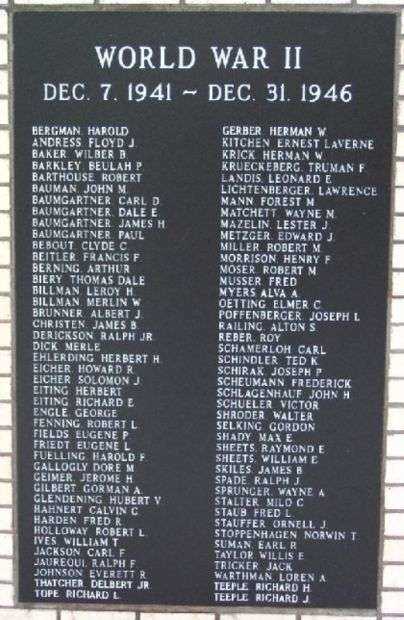 WORLD WAR II
DEC. 7. 1941 ~ DEC. 31. 1946
BERGMAN, HAROLD
ANDRESS FLOYD J.
BAKER WILBER B
BARKLEY BEULAH P
BARTHOUSE ROBERT
BAUMAN, JOHN M.
BAUMGARTNER CARL D
BAUMGARTNER, DALE E
BAUMGARTNER JAMES H
BAUMGARTNER PAUL
BEBOUT CLYDE C
BEITLER FRANCIS F
BERNING, ARTHUR
BIERY THOMAS DALE
BILLMAN LEROY H
BILLMAN MERLIN W
BRUNNER ALBERT J.
CHRISTEN, JAMES B.
DERICKSON RALPH JR
DICK MERLE
EHLERDING HERBERT H.
EICHER HOWARD R
EICHER SOLOMON J
EITING HERBERT
EITING RICHARD E
ENGLE GEORGE
FENNING ROBERT L
FIELDS EUGENE P
FRIEDT EUGENE L
FUELLING HAROLD F
GALLOGLY DORE M
GEIMER JEROME H
GILBERT GORMAN A
GLENDENING HUBERT V
HAHNERT CALVIN C
HARDEN FRED R
HOLLOWAY ROBERT L.
IVES WILLIAM T
JACKSON CARL F
JAUREQUI, RALPH F
JOHNSON EVERETT R
THATCHER DELBERT JR
TOPE RICHARD L
GERBER HERMAN W
KITCHEN ERNEST LAVERNE
KRICK HERMAN W.
KRUECKEBERG, TRUMAN F
LANDIS LEONARD E
LICHTENBERGER, LAWRENCE
MANN FOREST M
MATCHETT WAYNE M
MAZELIN LESTER J
METZGER EDWARD J
MILLER ROBERT M
MORRISON, HENRY F
MOSER ROBERT M
MUSSER FRED
MYERS ALVA A
OETTING ELMER C
POFFENBERGER, JOSEPH L
RAILING, ALTON S
REBER, ROY
SCHAMERLOH CARL
SCHINDLER TED K
SCHIRAK, JOSEPH P
SCHEUMANN FREDERICK
SCHLAGENHAUF JOHN H
SCHUELER VICTOR
SHRODER WALTER
SELKING GORDON
SHADY MAX E
SHEETS RAYMOND E
SHEETS, WILLIAM E
SKILES JAMES B
SPADE RALPH J
SPRUNGER WAYNE A
STALTER MILO C
STAUB FRED L
STAUFFER ORNELL J
STOPPENHAGEN NORWIN T
SUMAN EARL R
TAYLOR WILLIS E
TRICKER JACK
WARTHMAN LOREN A
TEEPLE RICHARD H
TEEPLE RICHARD J